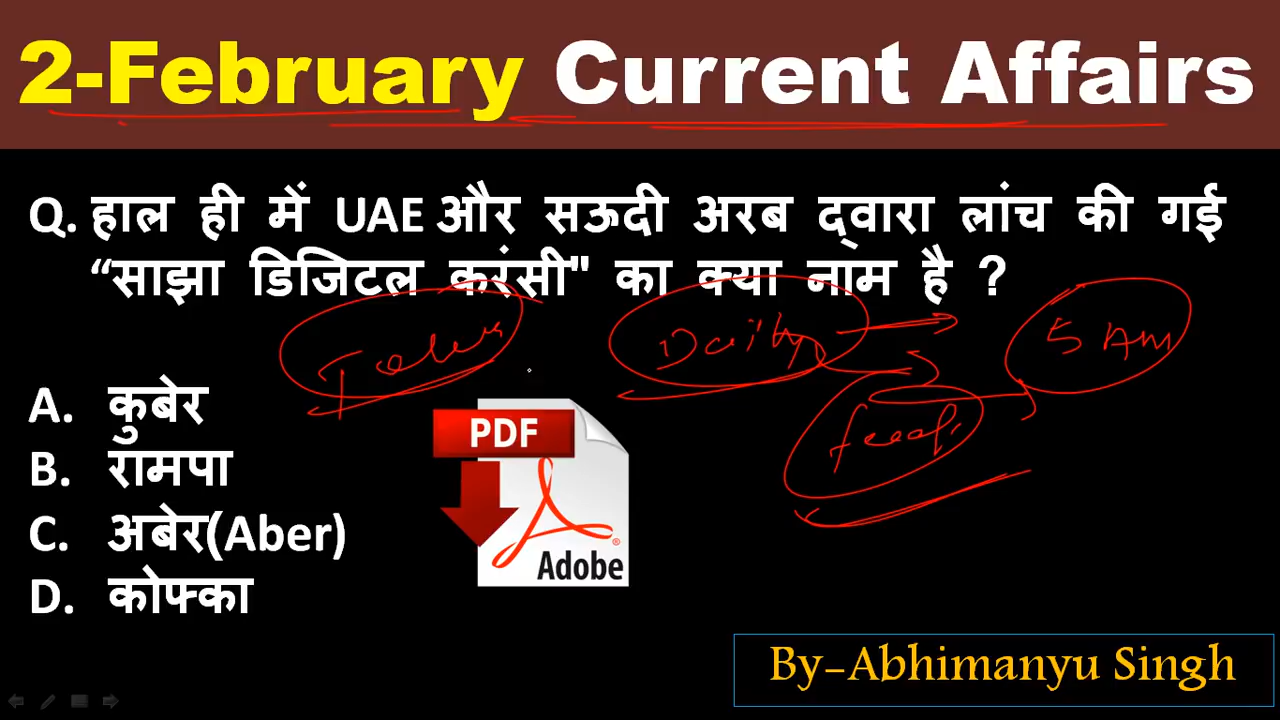 2-February Current Affairs
Q. हाल ही में UAE और सऊदी अरब द्वारा लांच की गई
“साझा डिजिटल करंसी" का क्या नाम है ?
Daily
5 AM
A. कुबेर
B. रामपा
C. अबेर(Aber)
D. कोफ्का
PDF
Adobe
By-Abhimanyu Singh